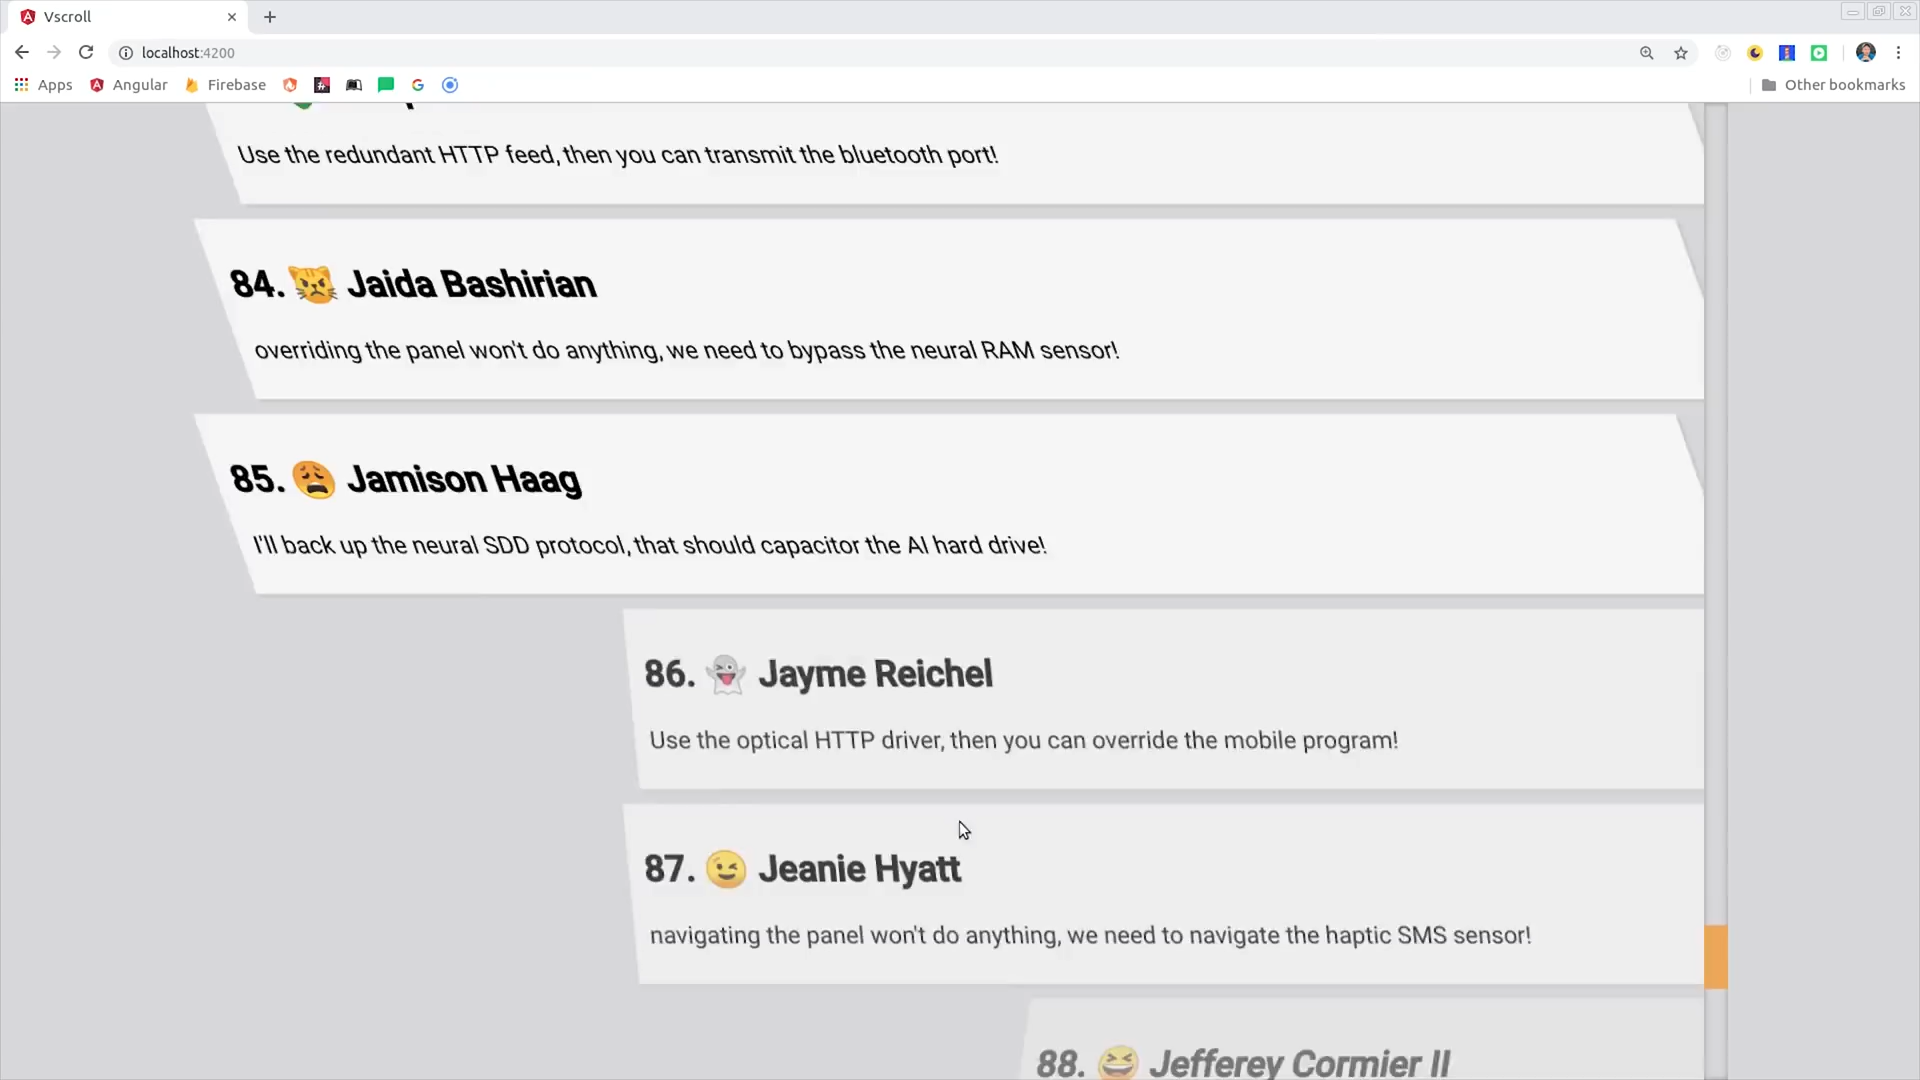 Vscroll
localhost:4200
Apps
Angular
Firebase
Other bookmarks
Use the redundant HTTP feed, then you can transmit the bluetooth port!
84. 😾 Jaida Bashirian
overriding the panel won't do anything, we need to bypass the neural RAM sensor!
85. 😩 Jamison Haag
I'll back up the neural SDD protocol, that should capacitor the AI hard drive!
86. 👻 Jayme Reichel
Use the optical HTTP driver, then you can override the mobile program!
87. 😉 Jeanie Hyatt
navigating the panel won't do anything, we need to navigate the haptic SMS sensor!
88. 😆 Jefferey Cormier II